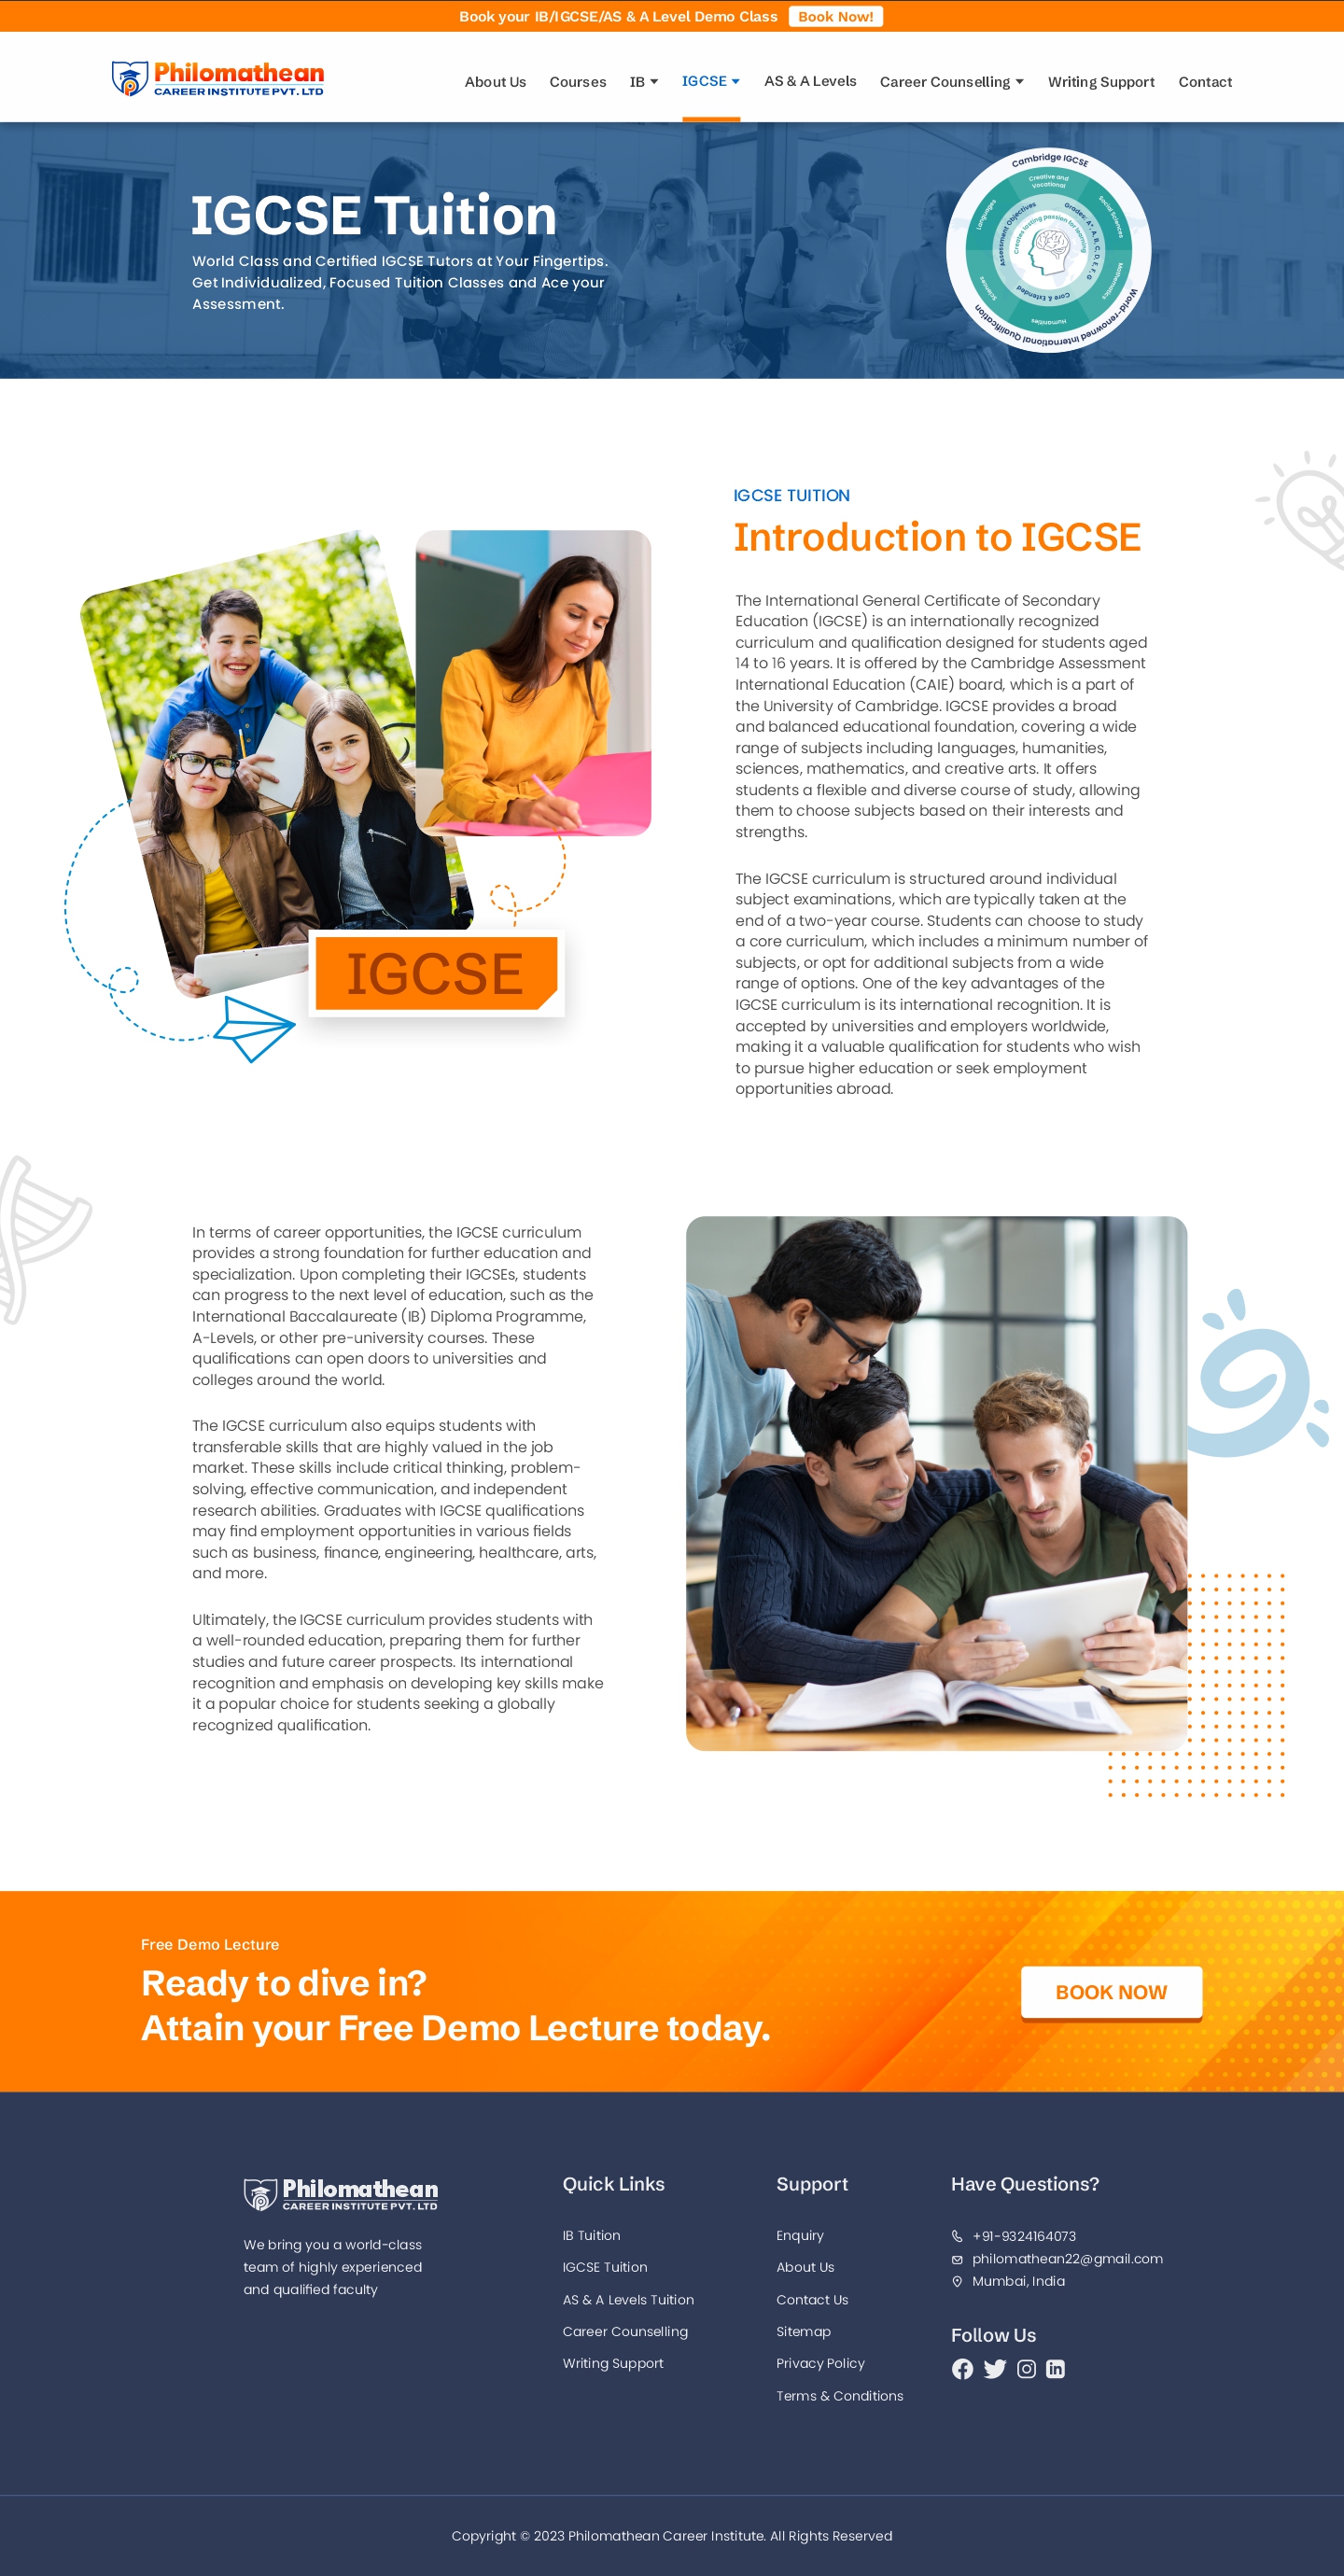 Book your IB/IGCSE/AS & A Level Demo Class Book Now!
Philomathean
CAREER INSTITUTE PVT. LTD
About Us Courses IB IGCSE AS & A Levels Career Counselling Writing Support Contact
IGCSE Tuition
World Class and Certified IGCSE Tutors at Your Fingertips.
Get Individualized, Focused Tuition Classes and Ace your
Assessment.
Cambridge IGCSE
Creative and
Vocational
Languages
Social Sciences
Assessment Objectives
Grades: A*, A, B, C, D, E, F, G
Creates lasting passion for learning
Sciences
Mathematics
Core & Extended
Humanities
World-renowned International Qualification
IGCSE TUITION
Introduction to IGCSE
The International General Certificate of Secondary
Education (IGCSE) is an internationally recognized
curriculum and qualification designed for students aged
14 to 16 years. It is offered by the Cambridge Assessment
International Education (CAIE) board, which is a part of
the University of Cambridge. IGCSE provides a broad
and balanced educational foundation, covering a wide
range of subjects including languages, humanities,
sciences, mathematics, and creative arts. It offers
students a flexible and diverse course of study, allowing
them to choose subjects based on their interests and
strengths.
The IGCSE curriculum is structured around individual
subject examinations, which are typically taken at the
end of a two-year course. Students can choose to study
a core curriculum, which includes a minimum number of
subjects, or opt for additional subjects from a wide
range of options. One of the key advantages of the
IGCSE curriculum is its international recognition. It is
accepted by universities and employers worldwide,
making it a valuable qualification for students who wish
to pursue higher education or seek employment
opportunities abroad.
IGCSE
In terms of career opportunities, the IGCSE curriculum
provides a strong foundation for further education and
specialization. Upon completing their IGCSEs, students
can progress to the next level of education, such as the
International Baccalaureate (IB) Diploma Programme,
A-Levels, or other pre-university courses. These
qualifications can open doors to universities and
colleges around the world.
The IGCSE curriculum also equips students with
transferable skills that are highly valued in the job
market. These skills include critical thinking, problem-
solving, effective communication, and independent
research abilities. Graduates with IGCSE qualifications
may find employment opportunities in various fields
such as business, finance, engineering, healthcare, arts,
and more.
Ultimately, the IGCSE curriculum provides students with
a well-rounded education, preparing them for further
studies and future career prospects. Its international
recognition and emphasis on developing key skills make
it a popular choice for students seeking a globally
recognized qualification.
Free Demo Lecture
Ready to dive in?
Attain your Free Demo Lecture today.
BOOK NOW
Philomathean
CAREER INSTITUTE PVT. LTD
We bring you a world-class
team of highly experienced
and qualified faculty
Quick Links
IB Tuition
IGCSE Tuition
AS & A Levels Tuition
Career Counselling
Writing Support
Support
Enquiry
About Us
Contact Us
Sitemap
Privacy Policy
Terms & Conditions
Have Questions?
+91-9324164073
philomathean22@gmail.com
Mumbai, India
Follow Us
Copyright © 2023 Philomathean Career Institute. All Rights Reserved